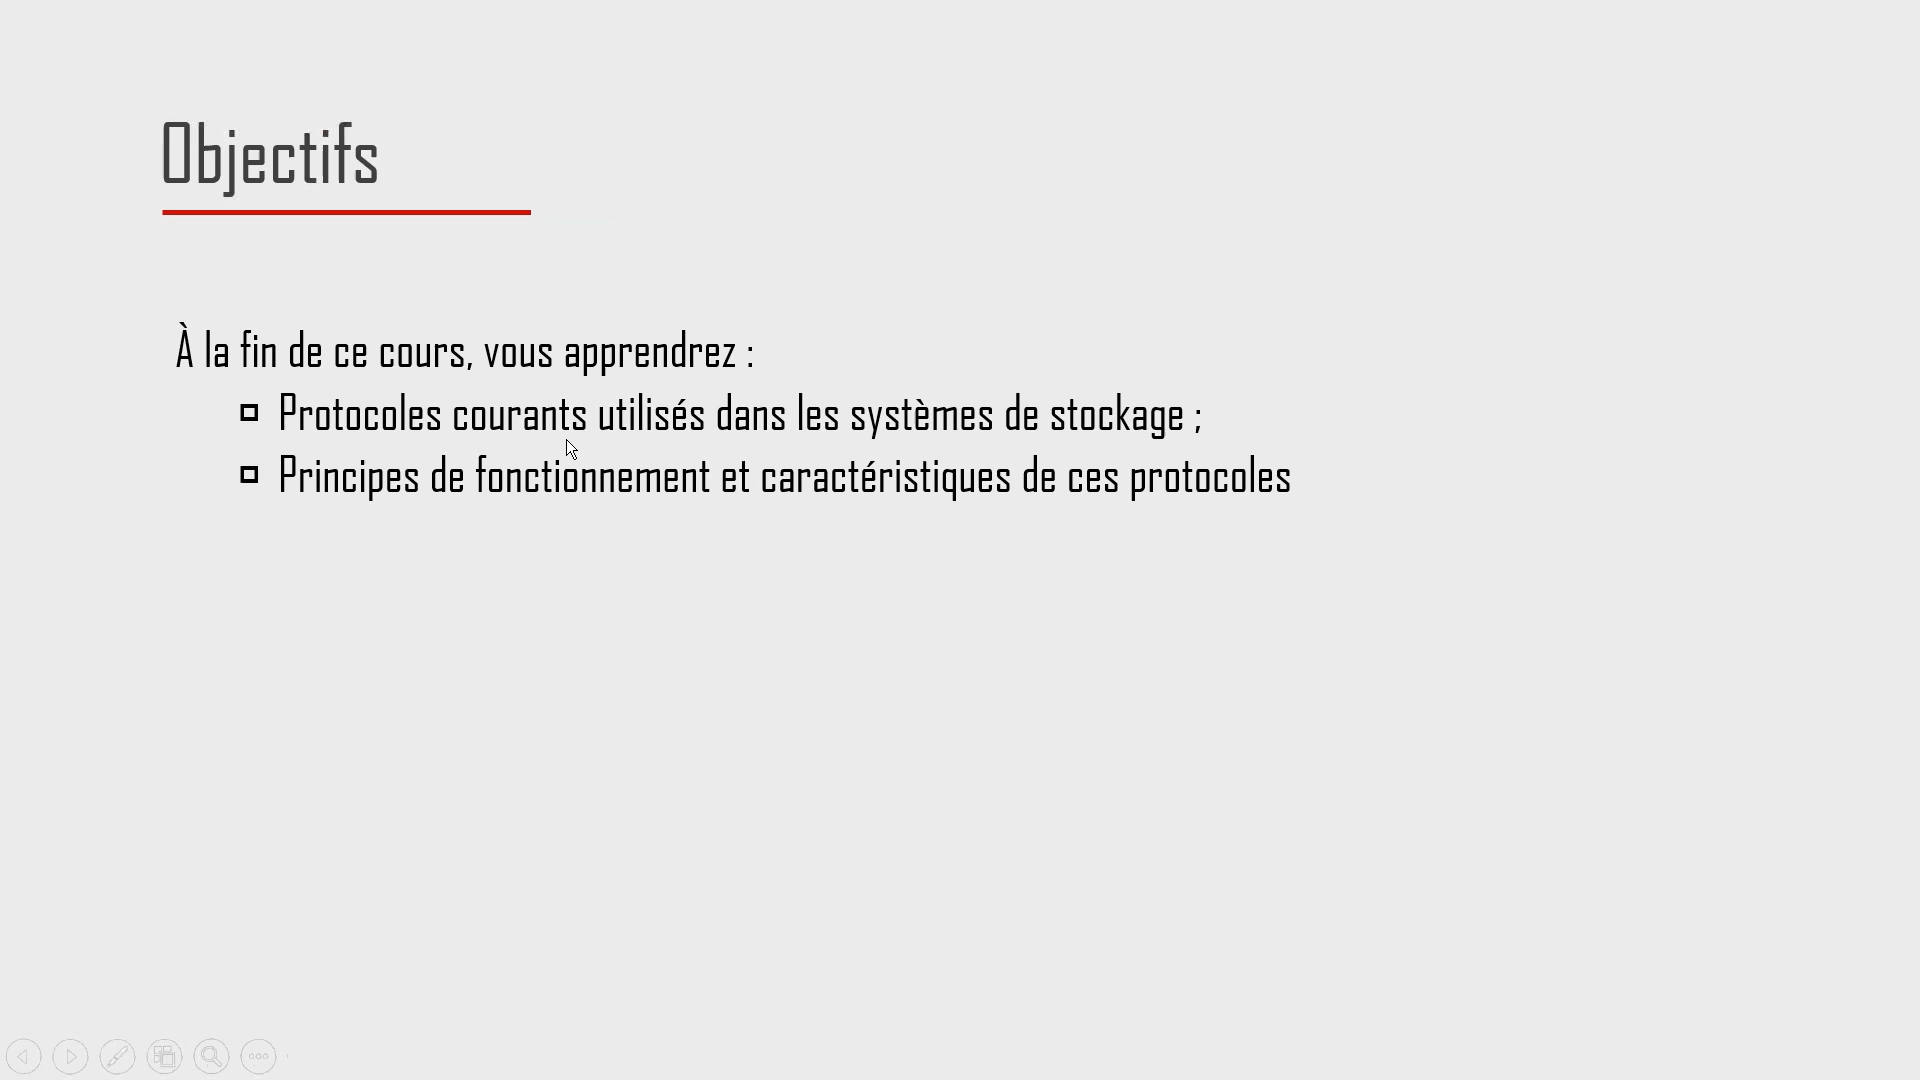 Objectifs
À la fin de ce cours, vous apprendrez :
Protocoles courants utilisés dans les systèmes de stockage ;
Principes de fonctionnement et caractéristiques de ces protocoles